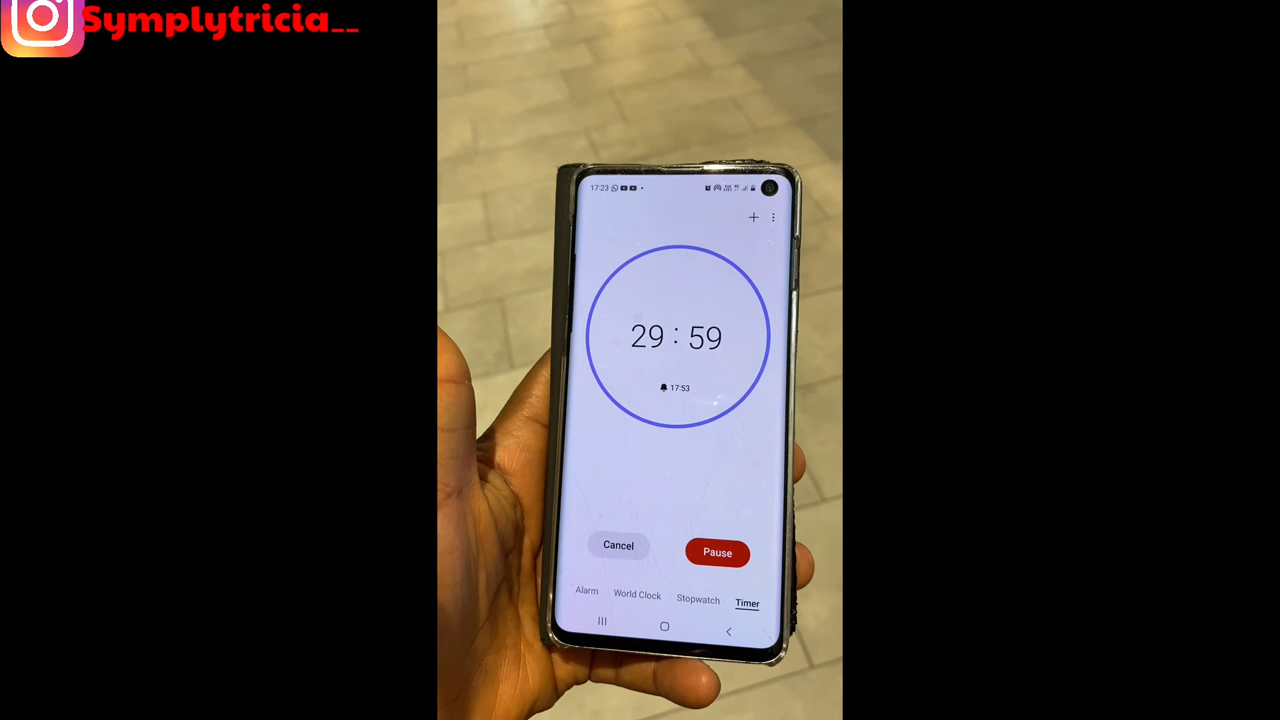 Symplytricia__
17:23
29 : 59
17:53
Cancel
Pause
Alarm World Clock Stopwatch Timer